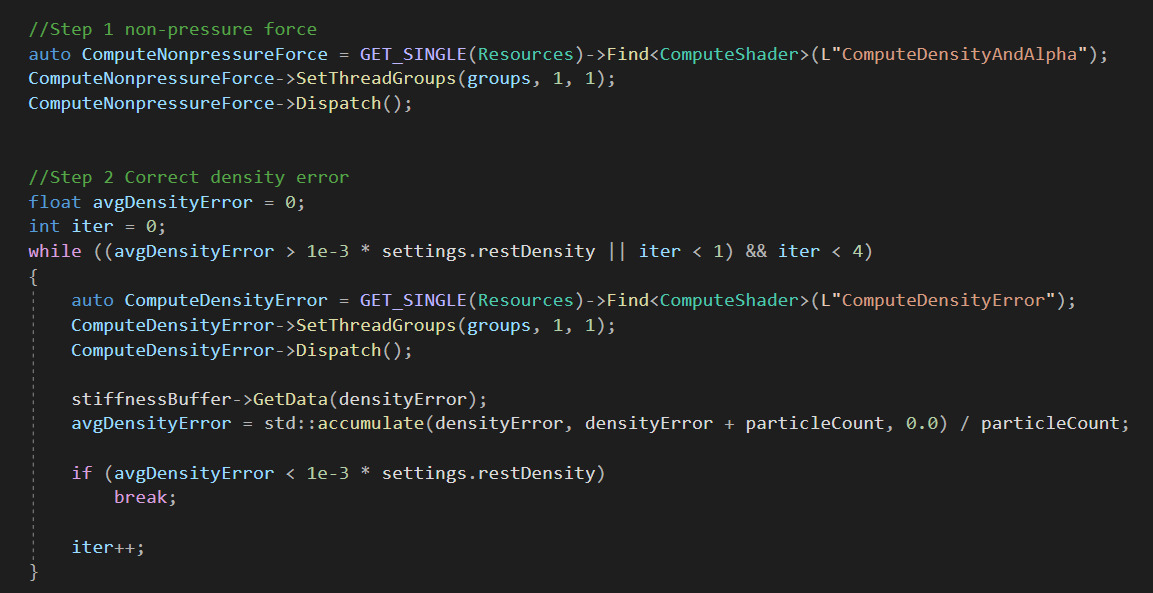 //Step 1 non-pressure force
auto ComputeNonpressureForce = GET_SINGLE(Resources)->Find<ComputeShader>(L"ComputeDensityAndAlpha");
ComputeNonpressureForce->SetThreadGroups(groups, 1, 1);
ComputeNonpressureForce->Dispatch();
//Step 2 Correct density error
float avgDensityError = 0;
int iter = 0;
while ((avgDensityError > 1e-3 * settings.restDensity || iter < 1) && iter < 4)
{
auto ComputeDensityError = GET_SINGLE(Resources)->Find<ComputeShader>(L"ComputeDensityError");
ComputeDensityError->SetThreadGroups(groups, 1, 1);
ComputeDensityError->Dispatch();
stiffnessBuffer->GetData(densityError);
avgDensityError = std::accumulate(densityError, densityError + particleCount, 0.0) / particleCount;
if (avgDensityError < 1e-3 * settings.restDensity)
break;
iter++;
}